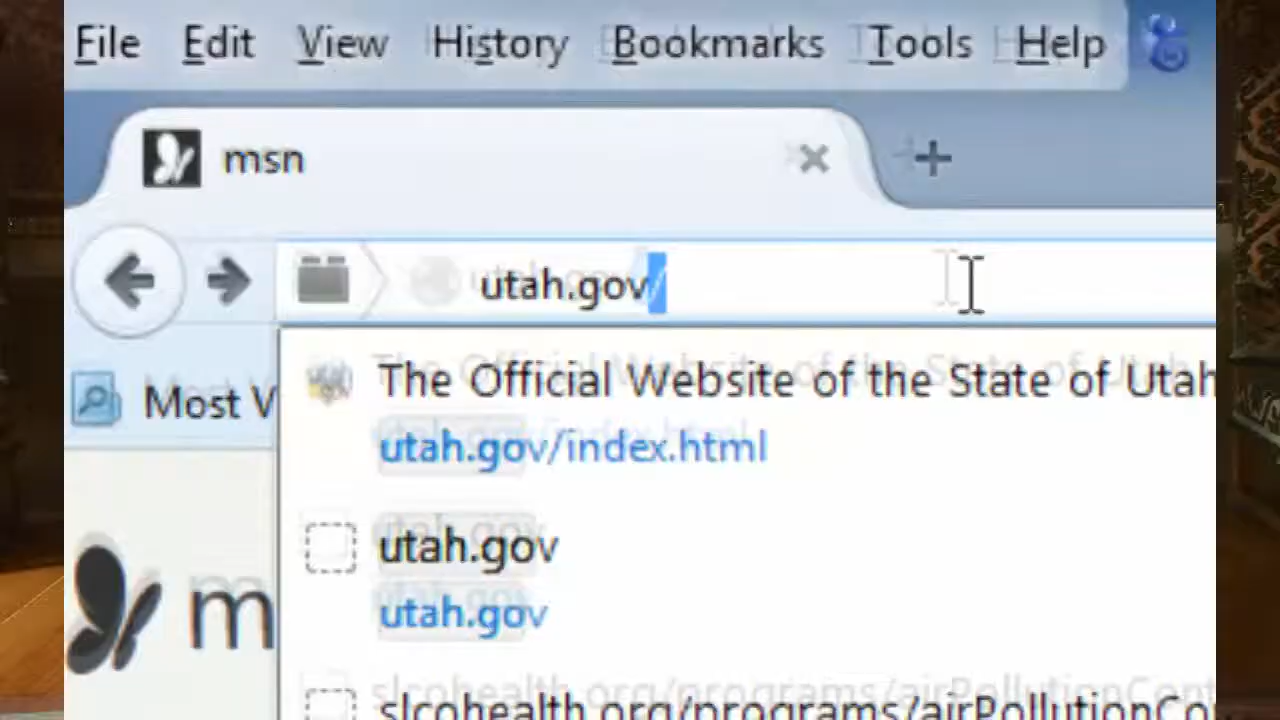 File Edit View History Bookmarks Tools Help
msn
utah.gov/
The Official Website of the State of Utah
Most V
utah.gov/index.html
utah.gov
m
utah.gov
slcohealth.org/programs/airPollutionCo